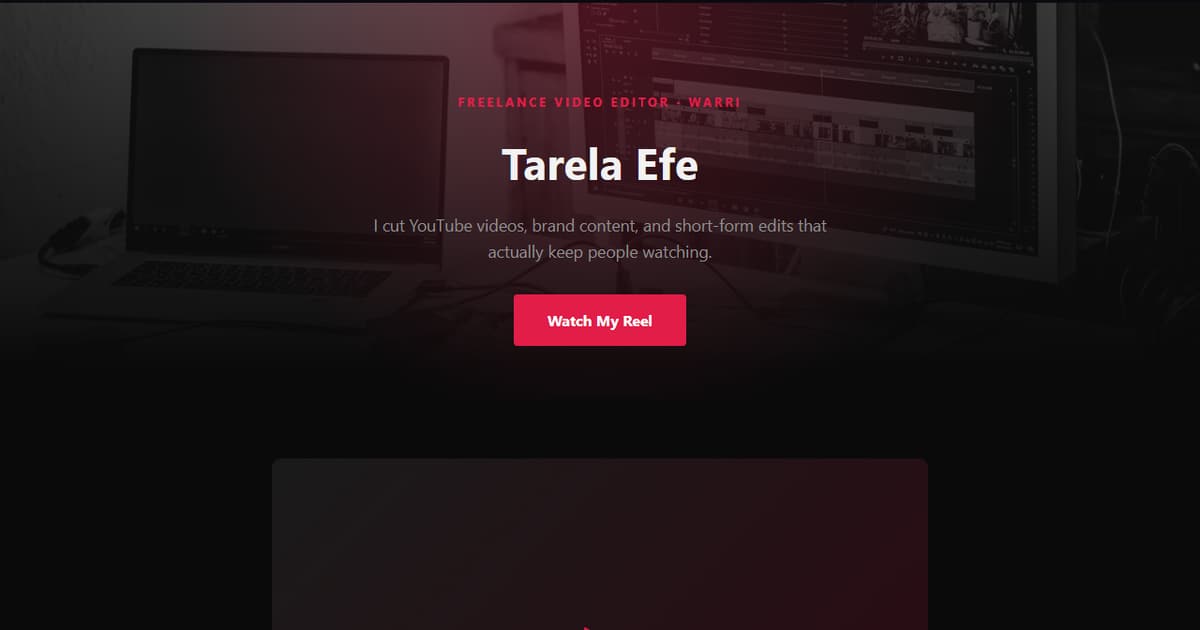 FREELANCE VIDEO EDITOR · WARRI
Tarela Efe
I cut YouTube videos, brand content, and short-form edits that
actually keep people watching.
Watch My Reel